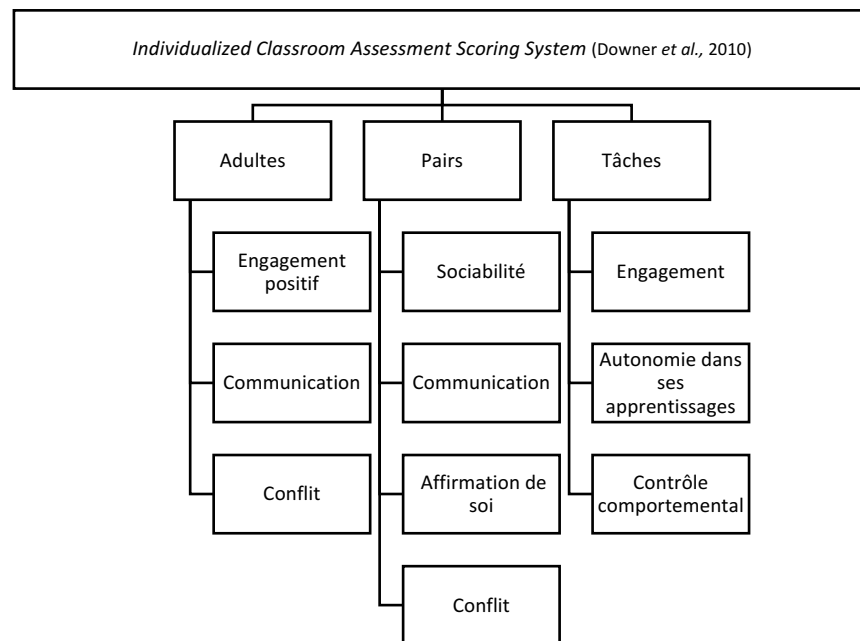 Individualized Classroom Assessment Scoring System (Downer et al., 2010)
Adultes
Pairs
Tâches
Engagement
positif
Sociabilité
Engagement
Communication
Communication
Autonomie dans
ses
apprentissages
Conflit
Affirmation de
soi
Contrôle
comportemental
Conflit